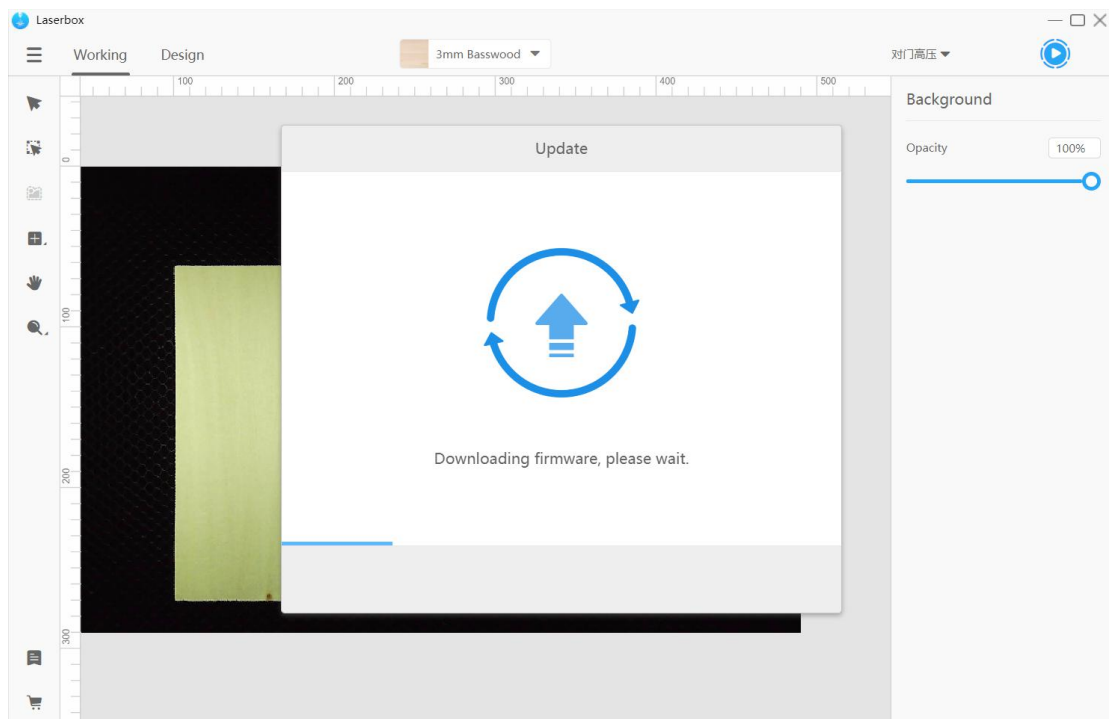 Laserbox
Working Design 3mm Basswood 对门高压
100 200 300 400 500
Background
Opacity 100%
0
100
200
300
Update
Downloading firmware, please wait.